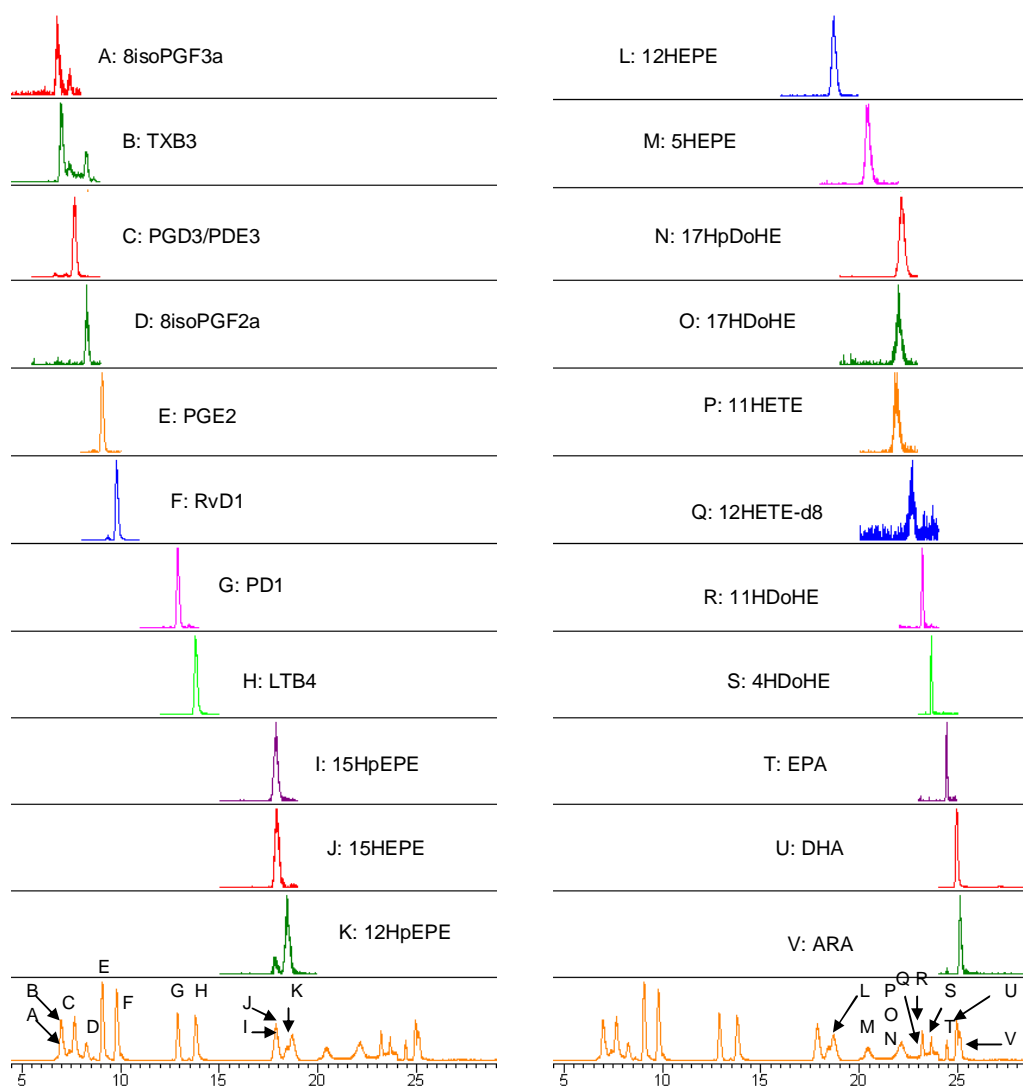 A: 8isoPGF3a
B: TXB3
C: PGD3/PDE3
D: 8isoPGF2a
E: PGE2
F: RvD1
G: PD1
H: LTB4
I: 15HpEPE
J: 15HEPE
K: 12HpEPE
E
B C F G H J K
A D I
5 10 15 20 25
L: 12HEPE
M: 5HEPE
N: 17HpDoHE
O: 17HDoHE
P: 11HETE
Q: 12HETE-d8
R: 11HDoHE
S: 4HDoHE
T: EPA
U: DHA
V: ARA
Q R
L P S U
O
M N T V
5 10 15 20 25